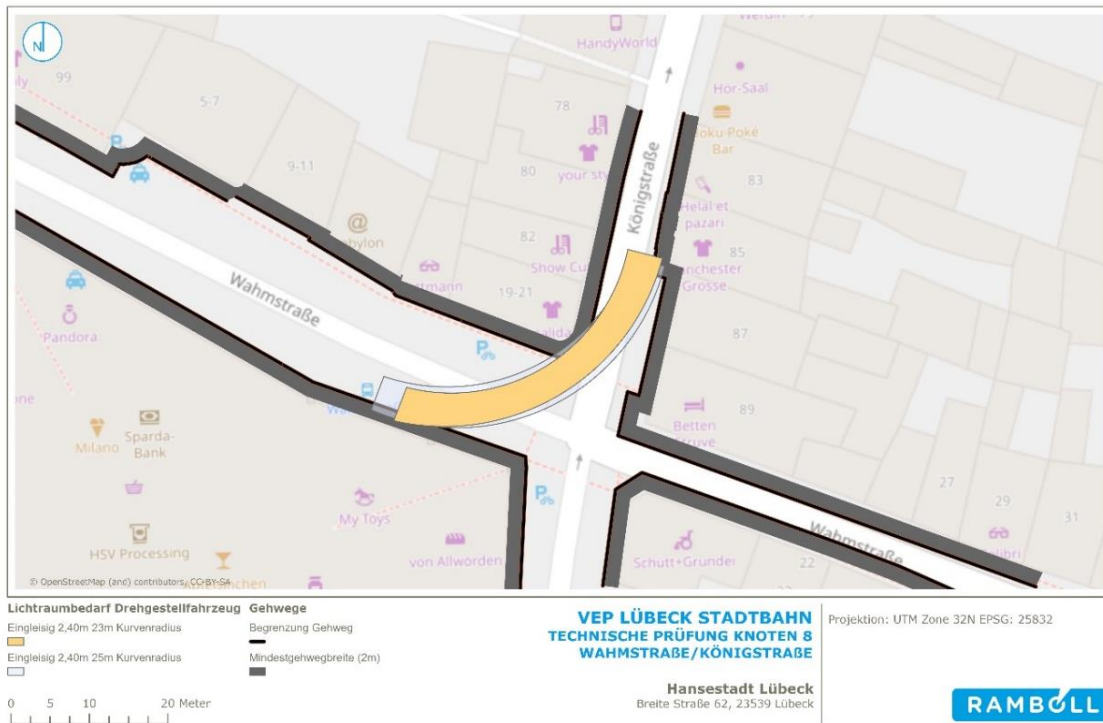 HandyWorld
Hör-Saal
N
99
5-7
78
9-11
your sty
Bar
83
80
Königstraße
Helal et
pazari
82
Show Cu
85
nchester
Grosse
19-21
Wahmstraße
Pandora
87
89
Betten
Milano
Sparda-
Bank
My Toys
27
29
31
HSV Processing
von Allwörden
Wahmstraße
Schütt+Grundei
22
© OpenStreetMap (and) contributors, CC-BY-SA
Lichtraumbedarf Drehgestellfahrzeug
Eingleisig 2,40m 23m Kurvenradius
Eingleisig 2,40m 25m Kurvenradius
0 5 10 20 Meter
Gehwege
Begrenzung Gehweg
Mindestgehwegbreite (2m)
VEP LÜBECK STADTBAHN
TECHNISCHE PRÜFUNG KNOTEN 8
WAHMSTRAßE/KÖNIGSTRAßE
Hansestadt Lübeck
Breite Straße 62, 23539 Lübeck
Projektion: UTM Zone 32N EPSG: 25832
RAMBOLL